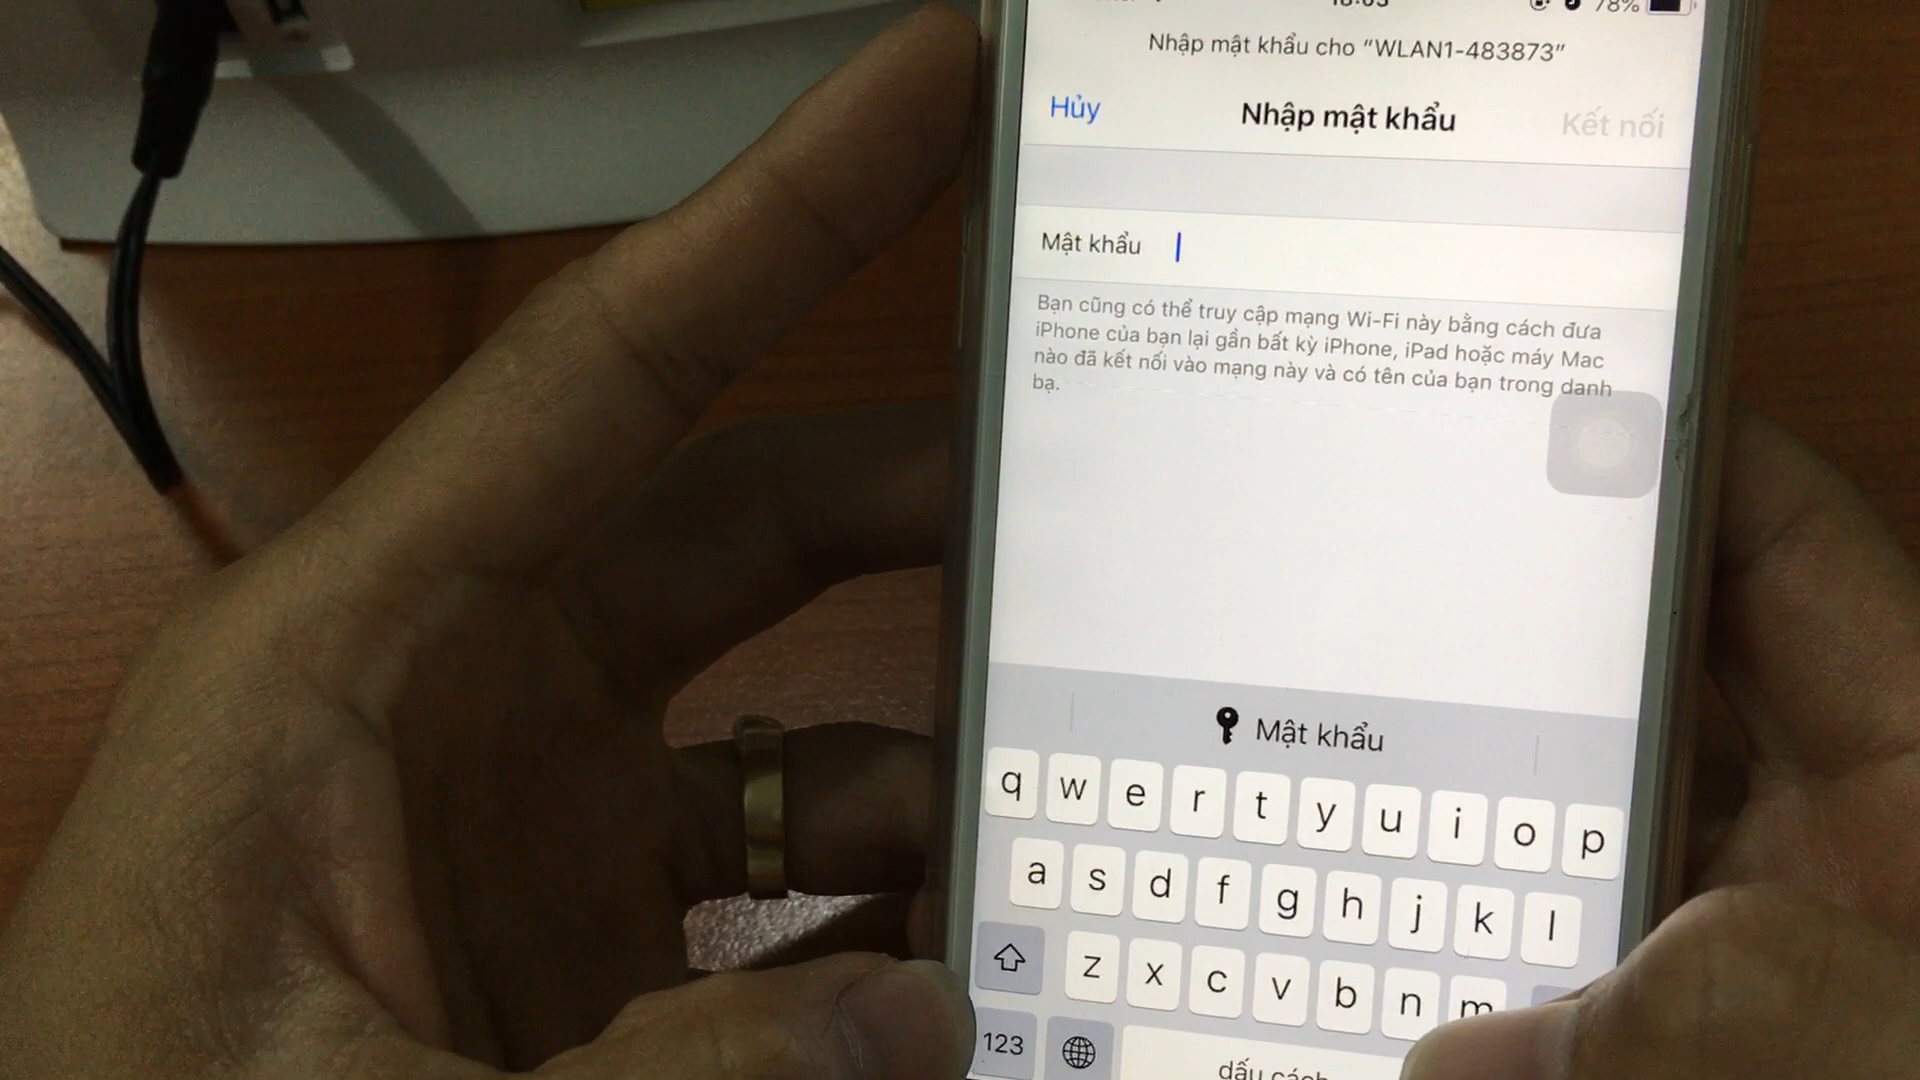 78%
Nhập mật khẩu cho “WLAN1-483873”
Hủy Nhập mật khẩu Kết nối
Mật khẩu
Bạn cũng có thể truy cập mạng Wi-Fi này bằng cách đưa
iPhone của bạn lại gần bất kỳ iPhone, iPad hoặc máy Mac
nào đã kết nối vào mạng này và có tên của bạn trong danh
bạ.
Mật khẩu
q w e r t y u i o p
a s d f g h j k l
z x c v b n m
123 dấu cách